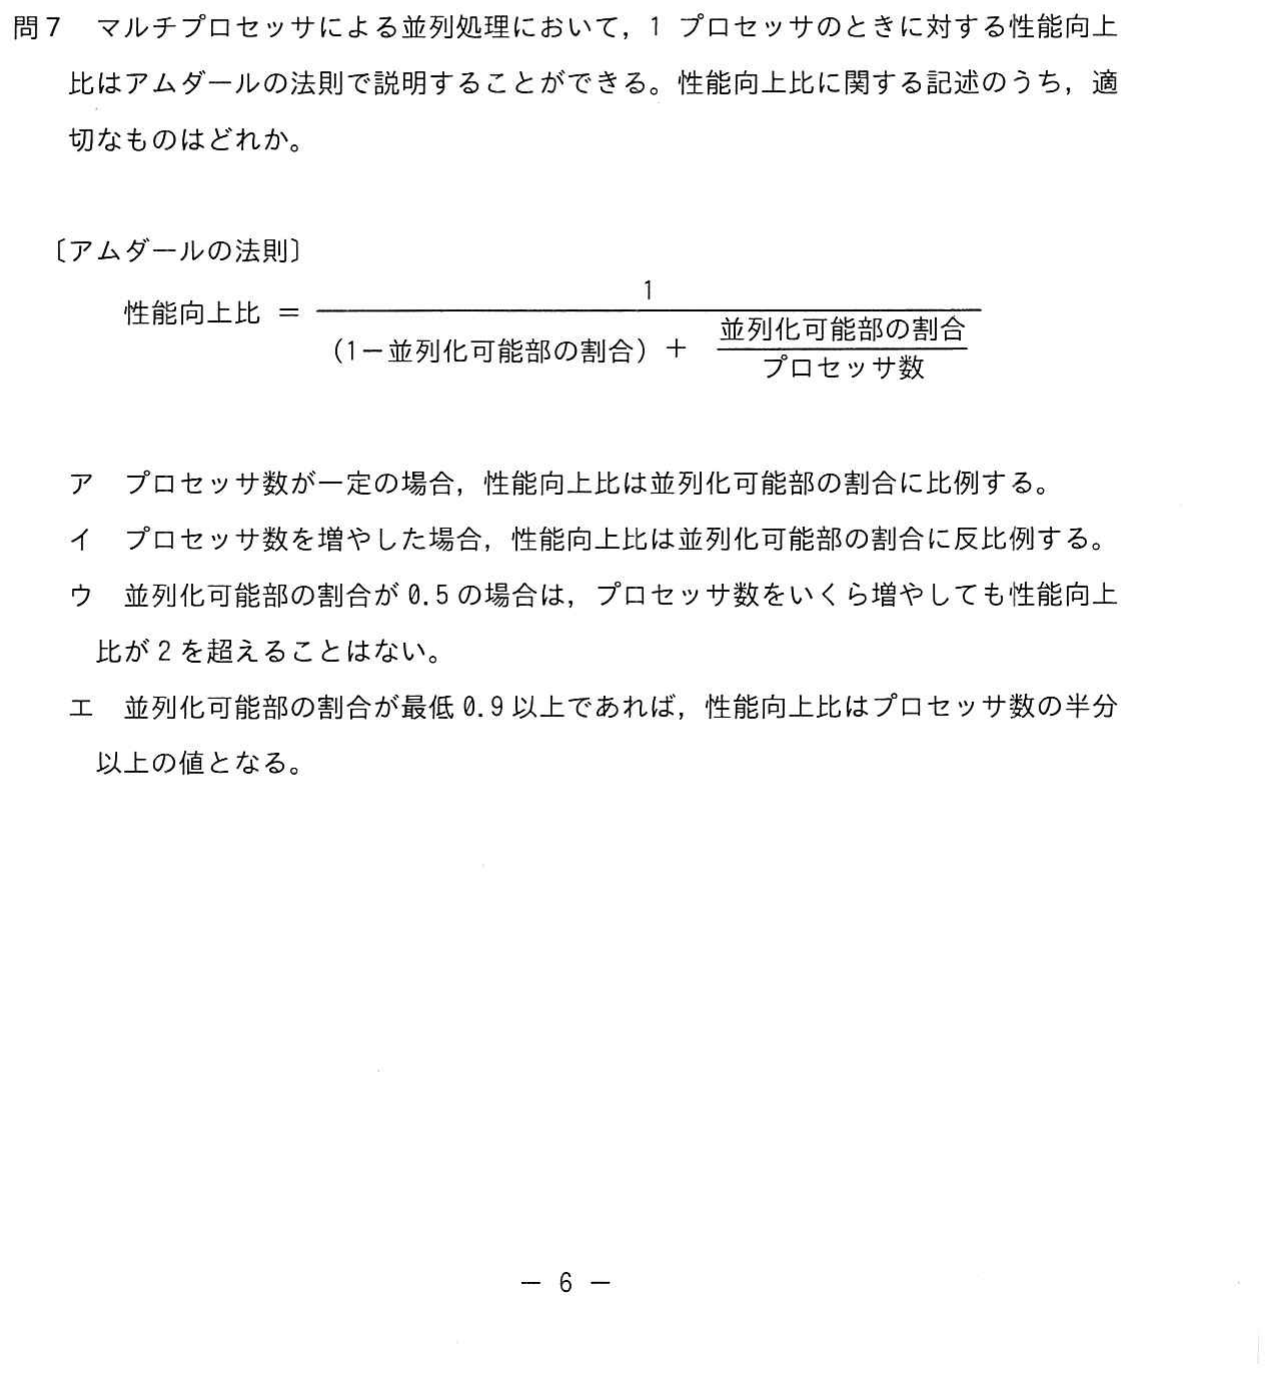 問7 マルチプロセッサによる並列処理において，1 プロセッサのときに対する性能向上
比はアムダールの法則で説明することができる。性能向上比に関する記述のうち，適
切なものはどれか。
〔アムダールの法則〕
1
性能向上比 ＝
(1－並列化可能部の割合) ＋ 並列化可能部の割合
プロセッサ数
ア プロセッサ数が一定の場合，性能向上比は並列化可能部の割合に比例する。
イ プロセッサ数を増やした場合，性能向上比は並列化可能部の割合に反比例する。
ウ 並列化可能部の割合が 0.5 の場合は，プロセッサ数をいくら増やしても性能向上
比が 2 を超えることはない。
エ 並列化可能部の割合が最低 0.9 以上であれば，性能向上比はプロセッサ数の半分
以上の値となる。
－ 6 －